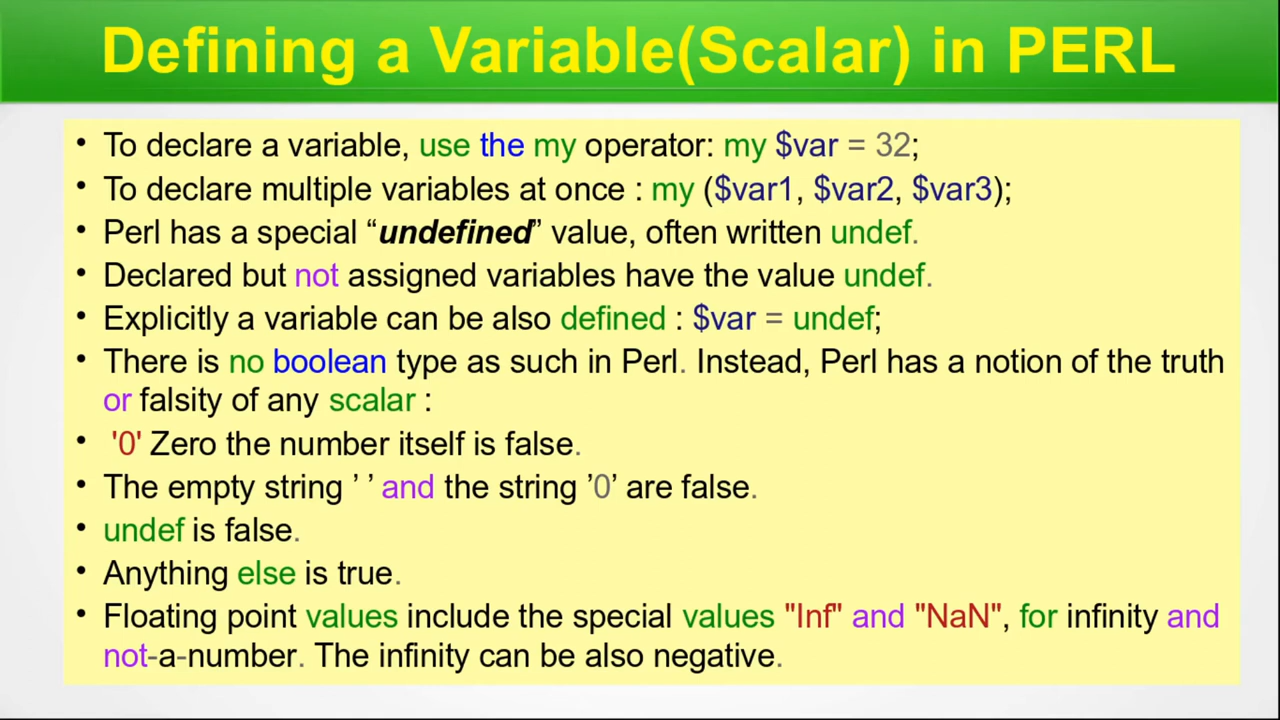 Defining a Variable(Scalar) in PERL
• To declare a variable, use the my operator: my $var = 32;
• To declare multiple variables at once : my ($var1, $var2, $var3);
• Perl has a special “undefined” value, often written undef.
• Declared but not assigned variables have the value undef.
• Explicitly a variable can be also defined : $var = undef;
• There is no boolean type as such in Perl. Instead, Perl has a notion of the truth
or falsity of any scalar :
• '0' Zero the number itself is false.
• The empty string ’ ’ and the string ’0’ are false.
• undef is false.
• Anything else is true.
• Floating point values include the special values "Inf" and "NaN", for infinity and
not-a-number. The infinity can be also negative.